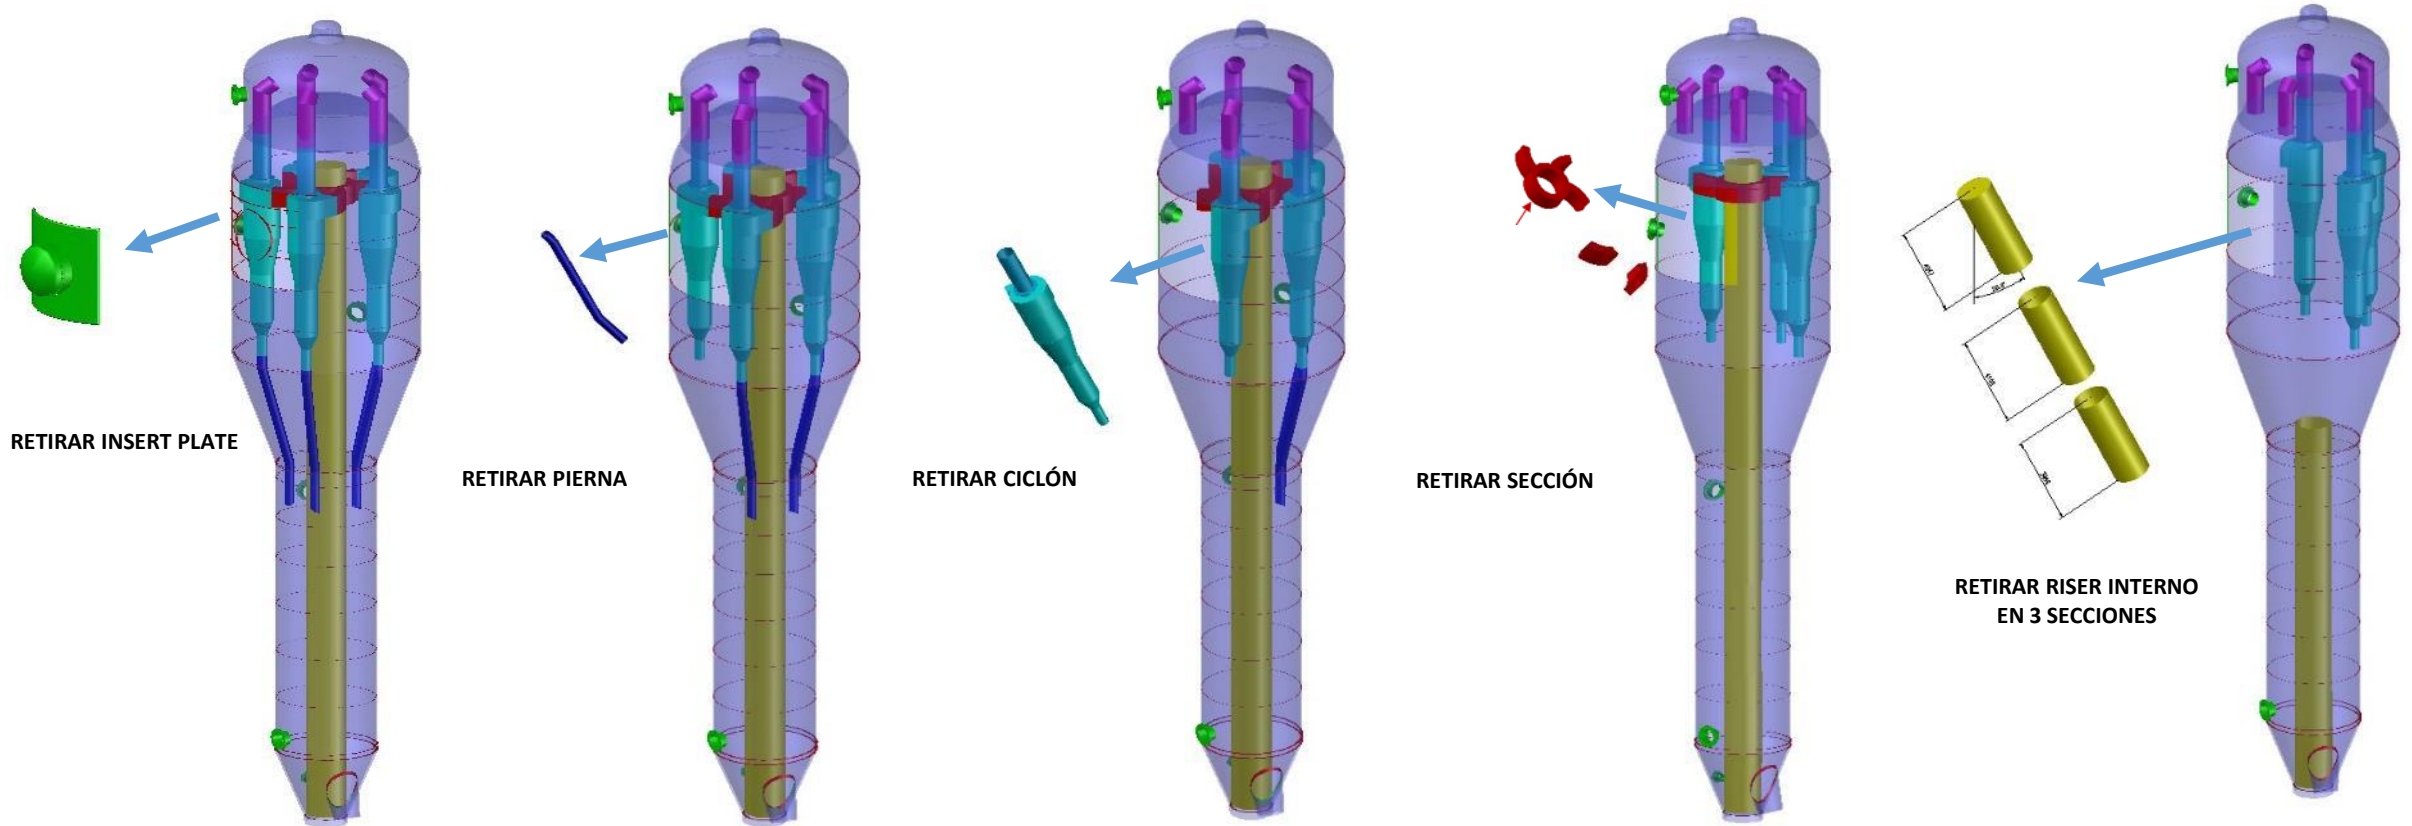 RETIRAR INSERT PLATE
RETIRAR PIERNA
RETIRAR CICLÓN
RETIRAR SECCIÓN
RETIRAR RISER INTERNO
EN 3 SECCIONES